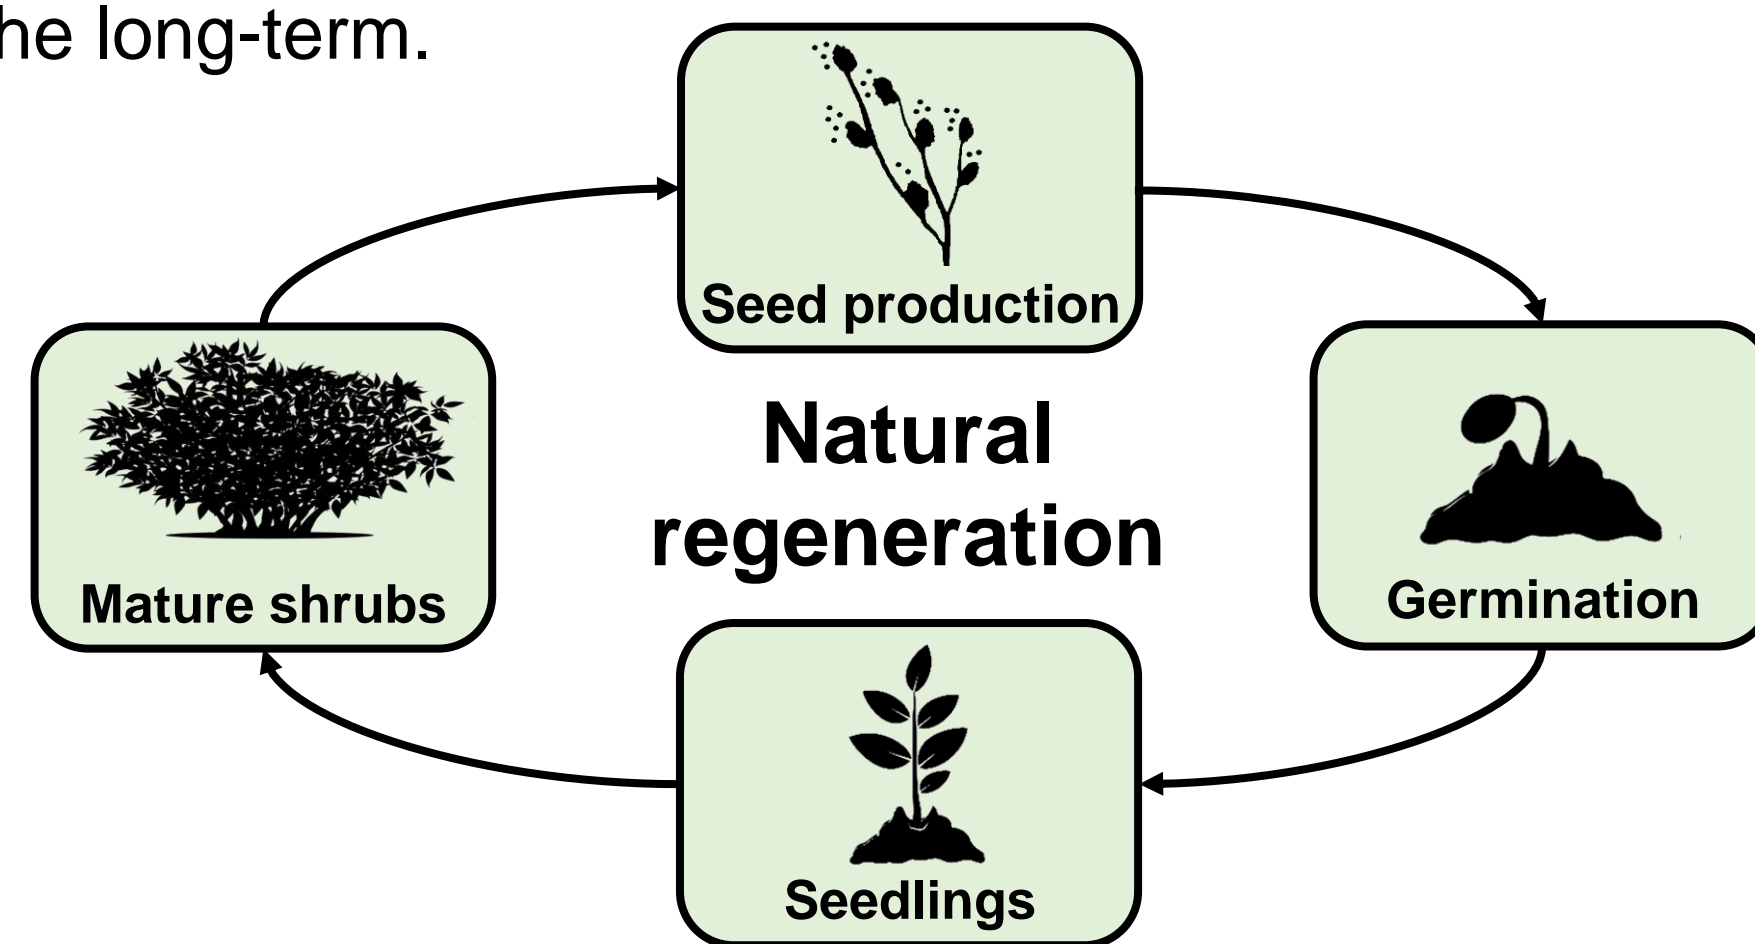 he long-term.
Seed production
Natural
regeneration
Mature shrubs
Germination
Seedlings